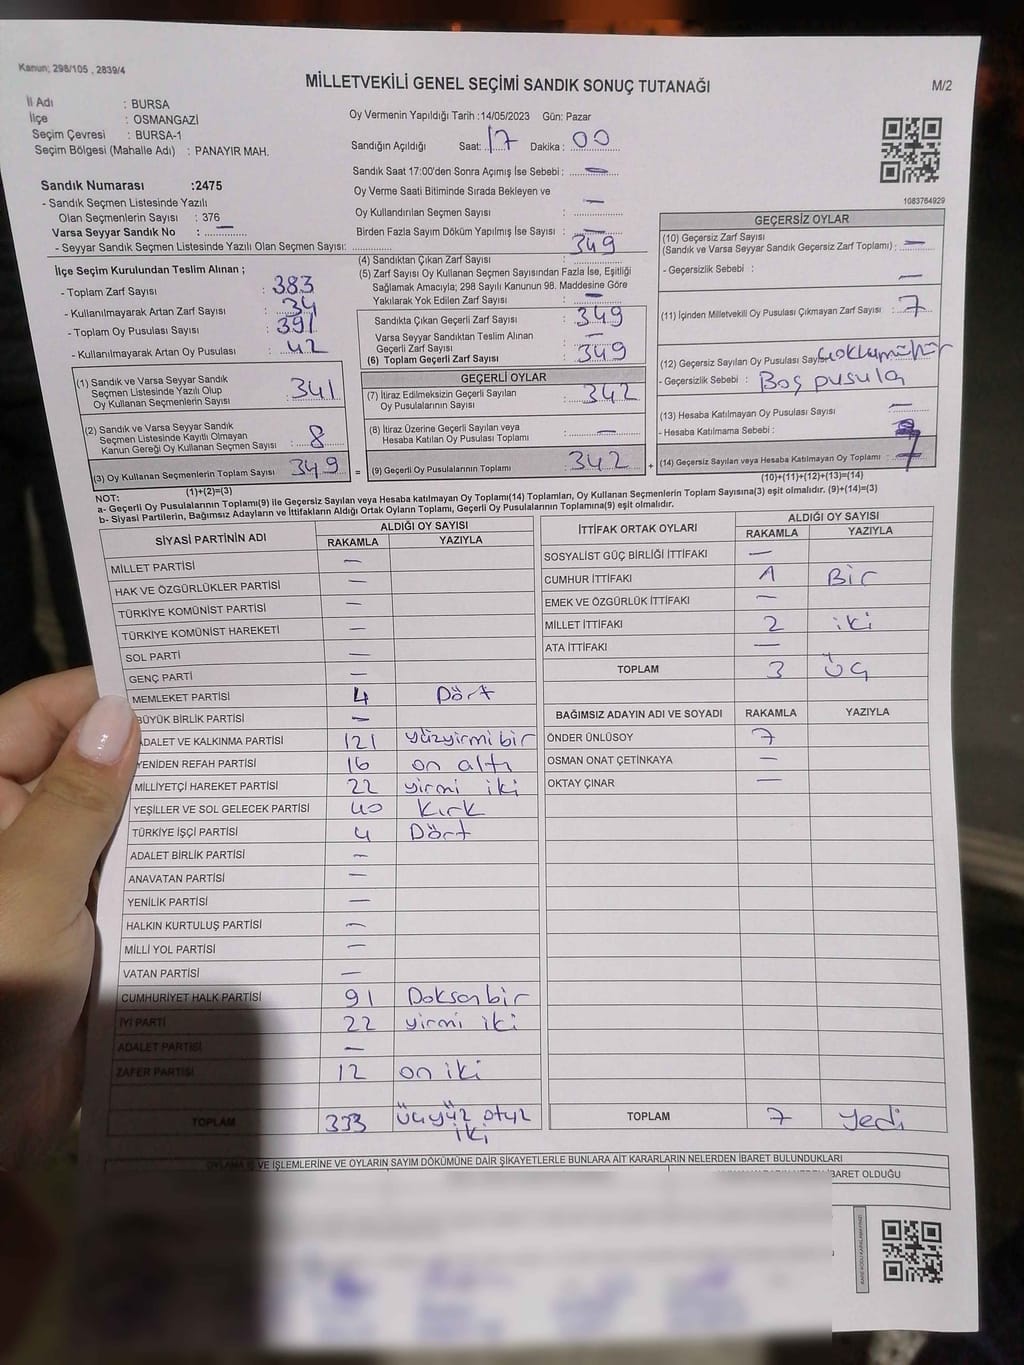 Kanun; 298/105 , 2839/4
MİLLETVEKİLİ GENEL SEÇİMİ SANDIK SONUÇ TUTANAĞI
M/2
İl Adı : BURSA
İlçe : OSMANGAZİ
Seçim Çevresi : BURSA-1
Seçim Bölgesi (Mahalle Adı) : PANAYIR MAH.
Oy Vermenin Yapıldığı Tarih :14/05/2023 Gün: Pazar
Sandığın Açıldığı Saat: 17 Dakika : 00
Sandık Saat 17:00'den Sonra Açımış İse Sebebi : —
Oy Verme Saati Bitiminde Sırada Bekleyen ve
Oy Kullandırılan Seçmen Sayısı : —
Birden Fazla Sayım Döküm Yapılmış İse Sayısı : —
Sandık Numarası :2475
- Sandık Seçmen Listesinde Yazılı
Olan Seçmenlerin Sayısı : 376
Varsa Seyyar Sandık No : —
- Seyyar Sandık Seçmen Listesinde Yazılı Olan Seçmen Sayısı:
1083764929
İlçe Seçim Kurulundan Teslim Alınan ;
- Toplam Zarf Sayısı : 383
- Kullanılmayarak Artan Zarf Sayısı : 34
- Toplam Oy Pusulası Sayısı : 391
- Kullanılmayarak Artan Oy Pusulası : 42
(1) Sandık ve Varsa Seyyar Sandık
Seçmen Listesinde Yazılı Olup
Oy Kullanan Seçmenlerin Sayısı : 341
(2) Sandık ve Varsa Seyyar Sandık
Seçmen Listesinde Kayıtlı Olmayan
Kanun Gereği Oy Kullanan Seçmen Sayısı : 8
(3) Oy Kullanan Seçmenlerin Toplam Sayısı : 349
(1)+(2)=(3)
(4) Sandıktan Çıkan Zarf Sayısı : 349
(5) Zarf Sayısı Oy Kullanan Seçmen Sayısından Fazla İse, Eşitliği
Sağlamak Amacıyla; 298 Sayılı Kanunun 98. Maddesine Göre
Yakılarak Yok Edilen Zarf Sayısı : —
Sandıkta Çıkan Geçerli Zarf Sayısı : 349
Varsa Seyyar Sandıktan Teslim Alınan
Geçerli Zarf Sayısı : —
(6) Toplam Geçerli Zarf Sayısı : 349
GEÇERLİ OYLAR
(7) İtiraz Edilmeksizin Geçerli Sayılan
Oy Pusulalarının Sayısı : 342
(8) İtiraz Üzerine Geçerli Sayılan veya
Hesaba Katılan Oy Pusulası Toplamı : —
= (9) Geçerli Oy Pusulalarının Toplamı : 342 +
GEÇERSİZ OYLAR
(10) Geçersiz Zarf Sayısı
(Sandık ve Varsa Seyyar Sandık Geçersiz Zarf Toplamı) : —
- Geçersizlik Sebebi : —
(11) İçinden Milletvekili Oy Pusulası Çıkmayan Zarf Sayısı : 7
(12) Geçersiz Sayılan Oy Pusulası
- Geçersizlik Sebebi : Boş pusula
(13) Hesaba Katılmayan Oy Pusulası Sayısı —
- Hesaba Katılmama Sebebi :
(14) Geçersiz Sayılan veya Hesaba Katılmayan Oy Toplamı : 7
(10)+(11)+(12)+(13)=(14)
NOT:
a- Geçerli Oy Pusulalarının Toplamı(9) ile Geçersiz Sayılan veya Hesaba katılmayan Oy Toplamı(14) Toplamları, Oy Kullanan Seçmenlerin Toplam Sayısına(3) eşit olmalıdır. (9)+(14)=(3)
b- Siyasi Partilerin, Bağımsız Adayların ve İttifakların Aldığı Ortak Oyların Toplamı, Geçerli Oy Pusulalarının Toplamına(9) eşit olmalıdır.
SİYASİ PARTİNİN ADI ALDIĞI OY SAYISI
RAKAMLA YAZIYLA
MİLLET PARTİSİ —
HAK VE ÖZGÜRLÜKLER PARTİSİ —
TÜRKİYE KOMÜNİST PARTİSİ —
TÜRKİYE KOMÜNİST HAREKETİ —
SOL PARTİ —
GENÇ PARTİ —
MEMLEKET PARTİSİ 4 Dört
BÜYÜK BİRLİK PARTİSİ —
ADALET VE KALKINMA PARTİSİ 121 yüzyirmi bir
YENİDEN REFAH PARTİSİ 16 on altı
MİLLİYETÇİ HAREKET PARTİSİ 22 yirmi iki
YEŞİLLER VE SOL GELECEK PARTİSİ 40 kırk
TÜRKİYE İŞÇİ PARTİSİ 4 Dört
ADALET BİRLİK PARTİSİ —
ANAVATAN PARTİSİ —
YENİLİK PARTİSİ —
HALKIN KURTULUŞ PARTİSİ —
MİLLİ YOL PARTİSİ —
VATAN PARTİSİ —
CUMHURİYET HALK PARTİSİ 91 Doksan bir
İYİ PARTİ 22 yirmi iki
ADALET PARTİSİ —
ZAFER PARTİSİ 12 on iki
TOPLAM 333 üçyüz otuz
iki
İTTİFAK ORTAK OYLARI ALDIĞI OY SAYISI
RAKAMLA YAZIYLA
SOSYALİST GÜÇ BİRLİĞİ İTTİFAKI —
CUMHUR İTTİFAKI 1 Bir
EMEK VE ÖZGÜRLÜK İTTİFAKI —
MİLLET İTTİFAKI 2 iki
ATA İTTİFAKI —
TOPLAM 3 üç
BAĞIMSIZ ADAYIN ADI VE SOYADI RAKAMLA YAZIYLA
ÖNDER ÜNLÜSOY 7
OSMAN ONAT ÇETİNKAYA —
OKTAY ÇINAR —
TOPLAM 7 yedi
OYLAMA İŞ VE İŞLEMLERİNE VE OYLARIN SAYIM DÖKÜMÜNE DAİR ŞİKAYETLERLE BUNLARA AİT KARARLARIN NELERDEN İBARET BULUNDUKLARI
İBARET OLDUĞU